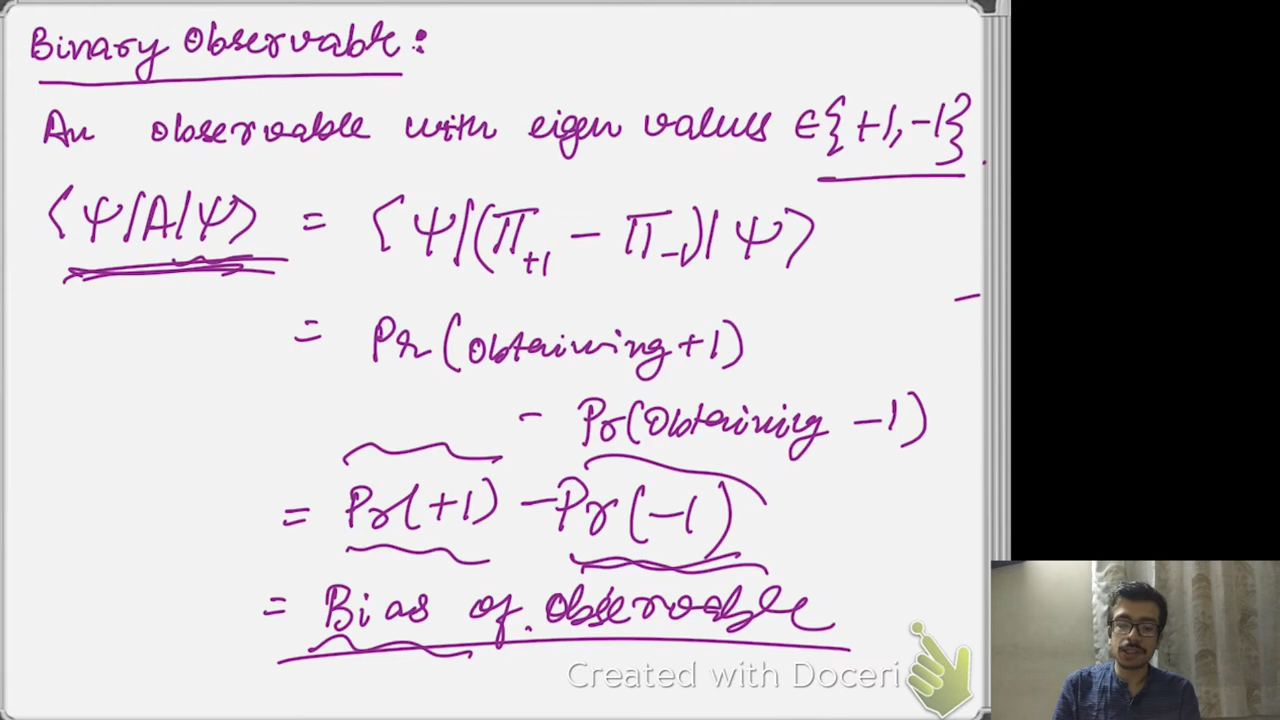 Binary Observable:
An observable with eigen values ∈{+1,-1}.
⟨ψ|A|ψ⟩ = ⟨ψ|(Π₊₁ - Π₋₁)|ψ⟩
= Pr(obtaining +1)
- Pr(obtaining -1)
= Pr(+1) - Pr(-1)
= Bias of observable
Created with Doceri